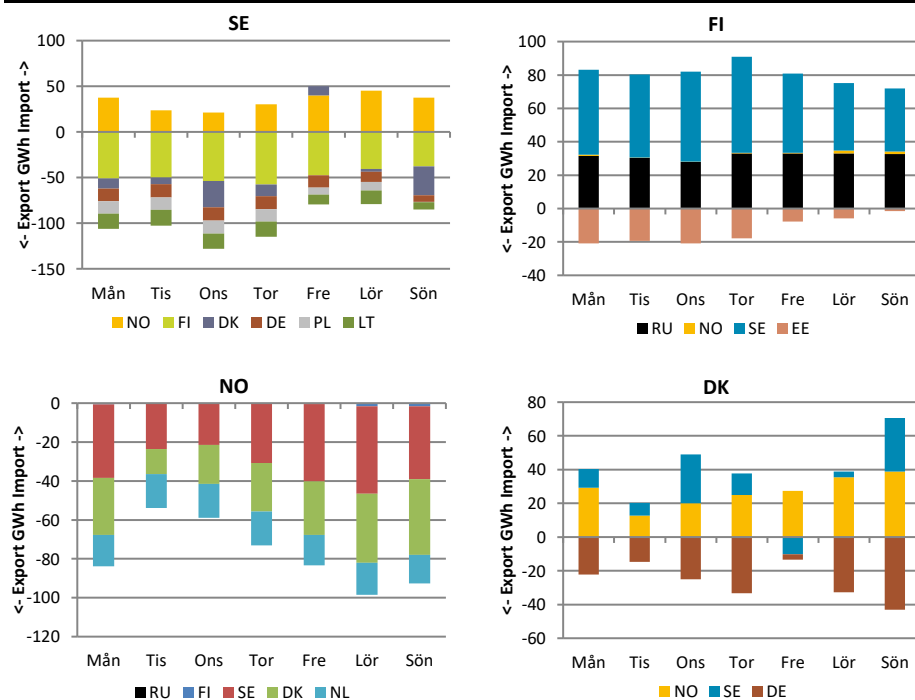 SE
<- Export GWh Import ->
100
50
0
-50
-100
-150
Mån Tis Ons Tor Fre Lör Sön
NO FI DK DE PL LT
FI
<- Export GWh Import ->
100
80
60
40
20
0
-20
-40
Mån Tis Ons Tor Fre Lör Sön
RU NO SE EE
NO
<- Export GWh Import ->
0
-20
-40
-60
-80
-100
-120
Mån Tis Ons Tor Fre Lör Sön
RU FI SE DK NL
DK
<- Export GWh Import ->
80
60
40
20
0
-20
-40
-60
Mån Tis Ons Tor Fre Lör Sön
NO SE DE